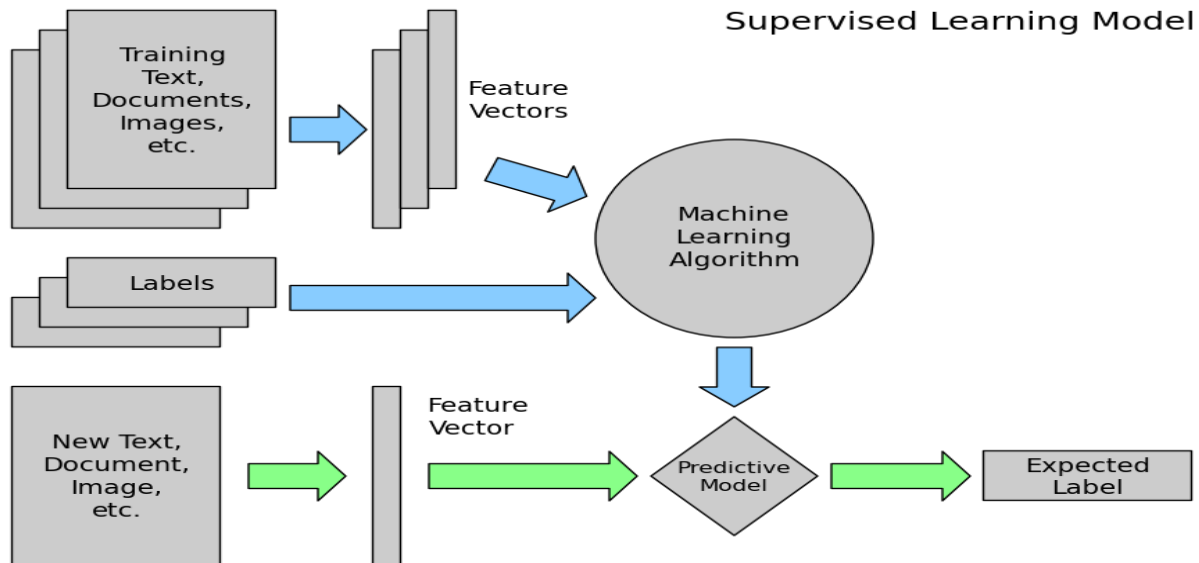 Supervised Learning Model
Training
Text,
Documents,
Images,
etc.
Feature
Vectors
Machine
Learning
Algorithm
Labels
New Text,
Document,
Image,
etc.
Feature
Vector
Predictive
Model
Expected
Label